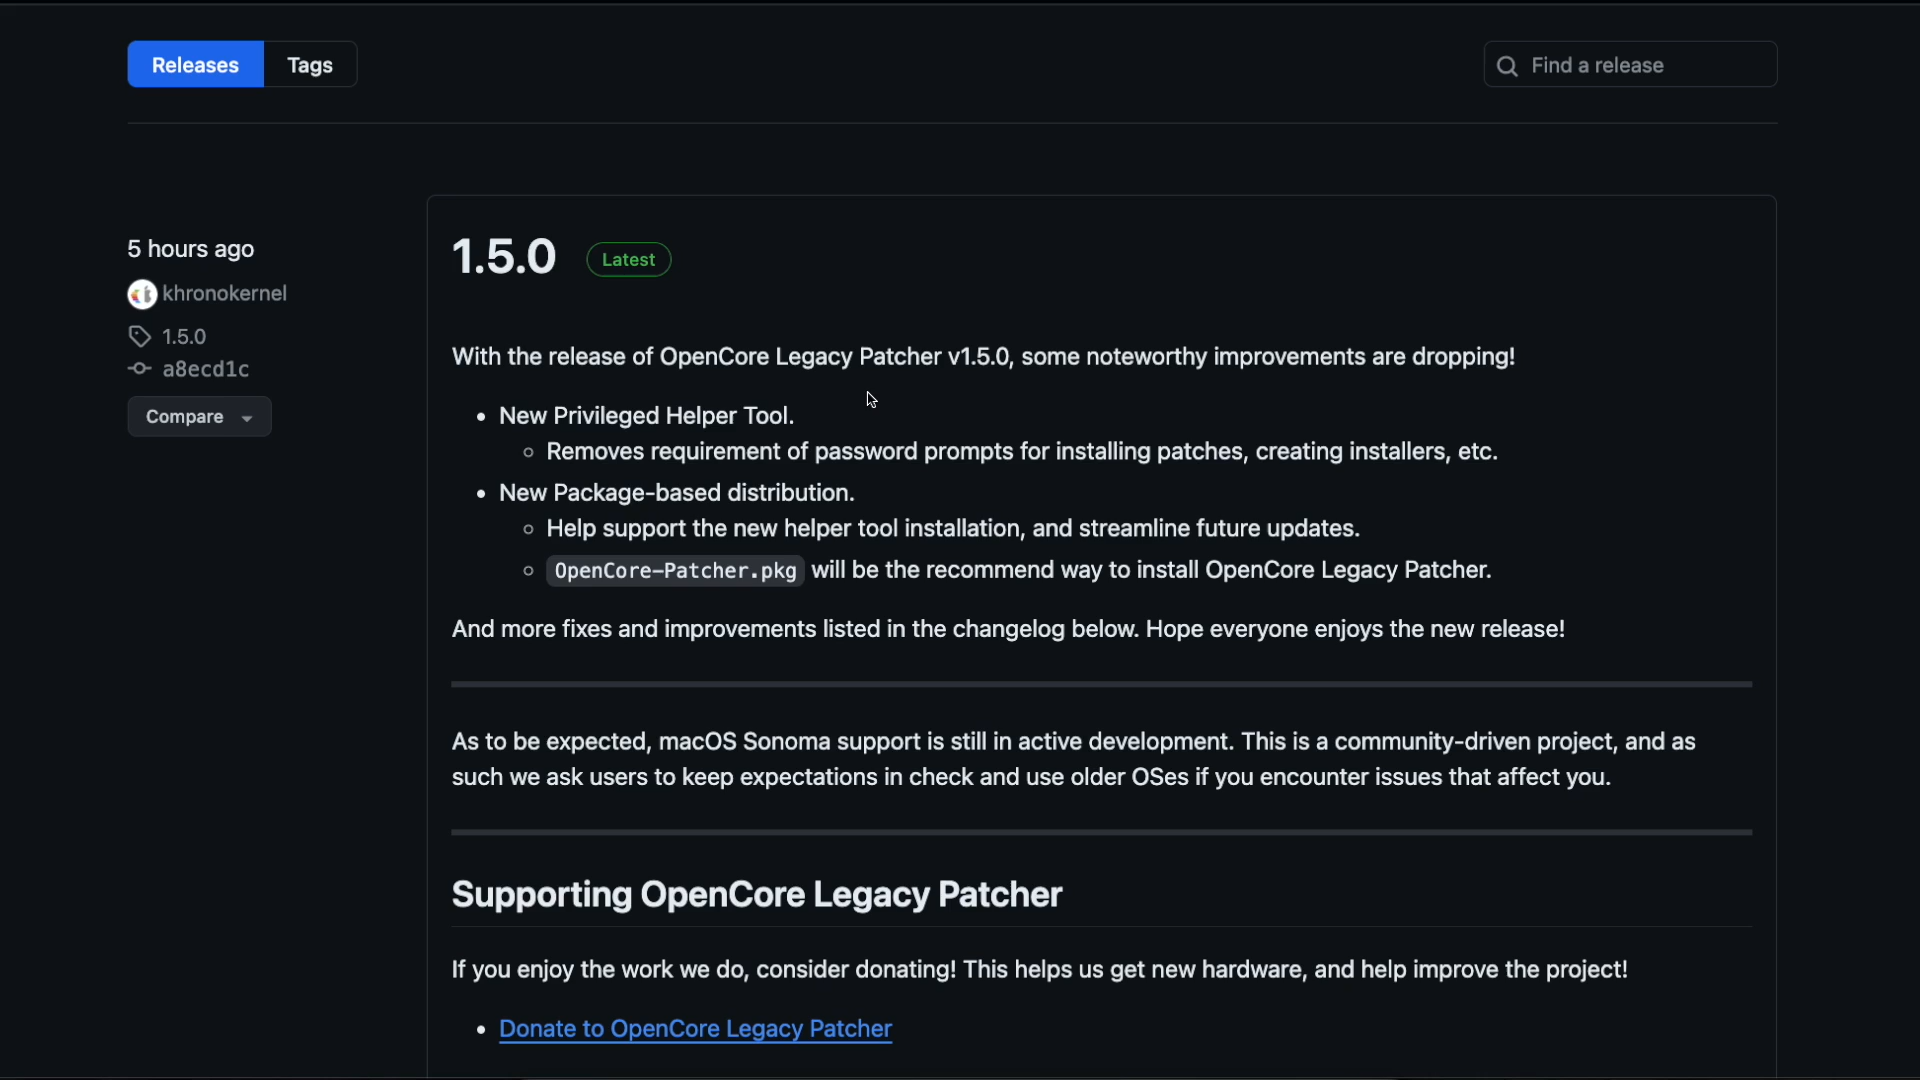 Releases
Tags
Find a release
5 hours ago
khronokernel
1.5.0
a8ecd1c
Compare
1.5.0
Latest
With the release of OpenCore Legacy Patcher v1.5.0, some noteworthy improvements are dropping!
• New Privileged Helper Tool.
◦ Removes requirement of password prompts for installing patches, creating installers, etc.
• New Package-based distribution.
◦ Help support the new helper tool installation, and streamline future updates.
◦ OpenCore-Patcher.pkg will be the recommend way to install OpenCore Legacy Patcher.
And more fixes and improvements listed in the changelog below. Hope everyone enjoys the new release!
As to be expected, macOS Sonoma support is still in active development. This is a community-driven project, and as
such we ask users to keep expectations in check and use older OSes if you encounter issues that affect you.
Supporting OpenCore Legacy Patcher
If you enjoy the work we do, consider donating! This helps us get new hardware, and help improve the project!
• Donate to OpenCore Legacy Patcher